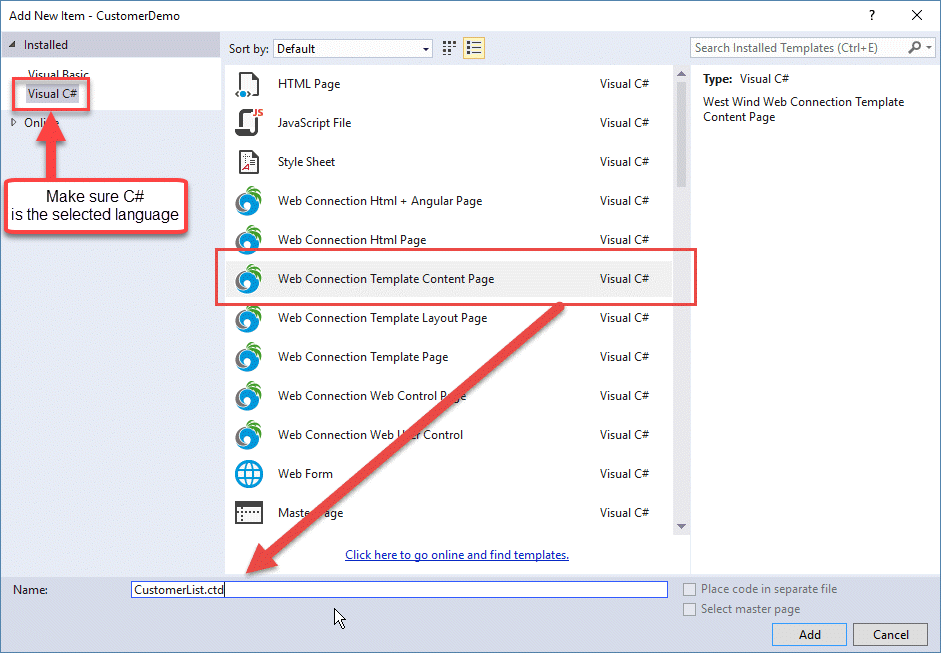 Add New Item - CustomerDemo
?
Installed
Visual Basic
Visual C#
Online
Make sure C#
is the selected language
Sort by: Default
HTML Page Visual C#
JS
JavaScript File Visual C#
A
Style Sheet Visual C#
Web Connection Html + Angular Page Visual C#
Web Connection Html Page Visual C#
Web Connection Template Content Page Visual C#
Web Connection Template Layout Page Visual C#
Web Connection Template Page Visual C#
Web Connection Web Control Page Visual C#
Web Connection Web User Control Visual C#
Web Form Visual C#
Master Page Visual C#
Click here to go online and find templates.
Search Installed Templates (Ctrl+E)
Type: Visual C#
West Wind Web Connection Template
Content Page
Name: CustomerList.ctd
Place code in separate file
Select master page
Add Cancel